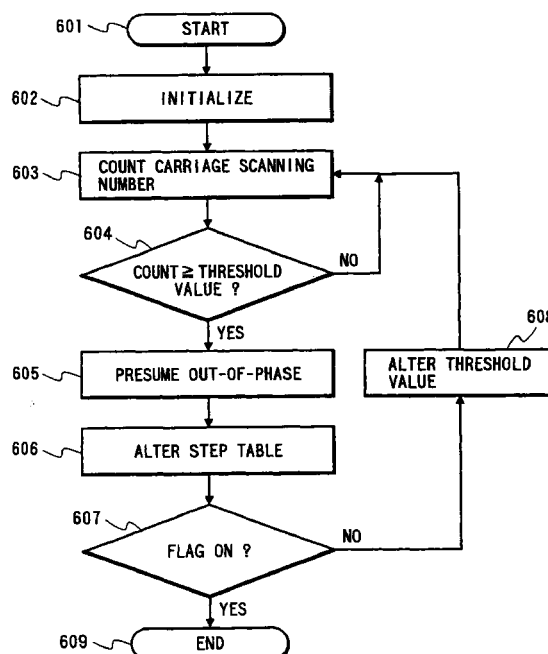 601
START
602
INITIALIZE
603
COUNT CARRIAGE SCANNING
NUMBER
604
COUNT≧THRESHOLD
VALUE ?
NO
YES
605
PRESUME OUT-OF-PHASE
608
ALTER THRESHOLD
VALUE
606
ALTER STEP TABLE
607
FLAG ON ?
NO
YES
609
END